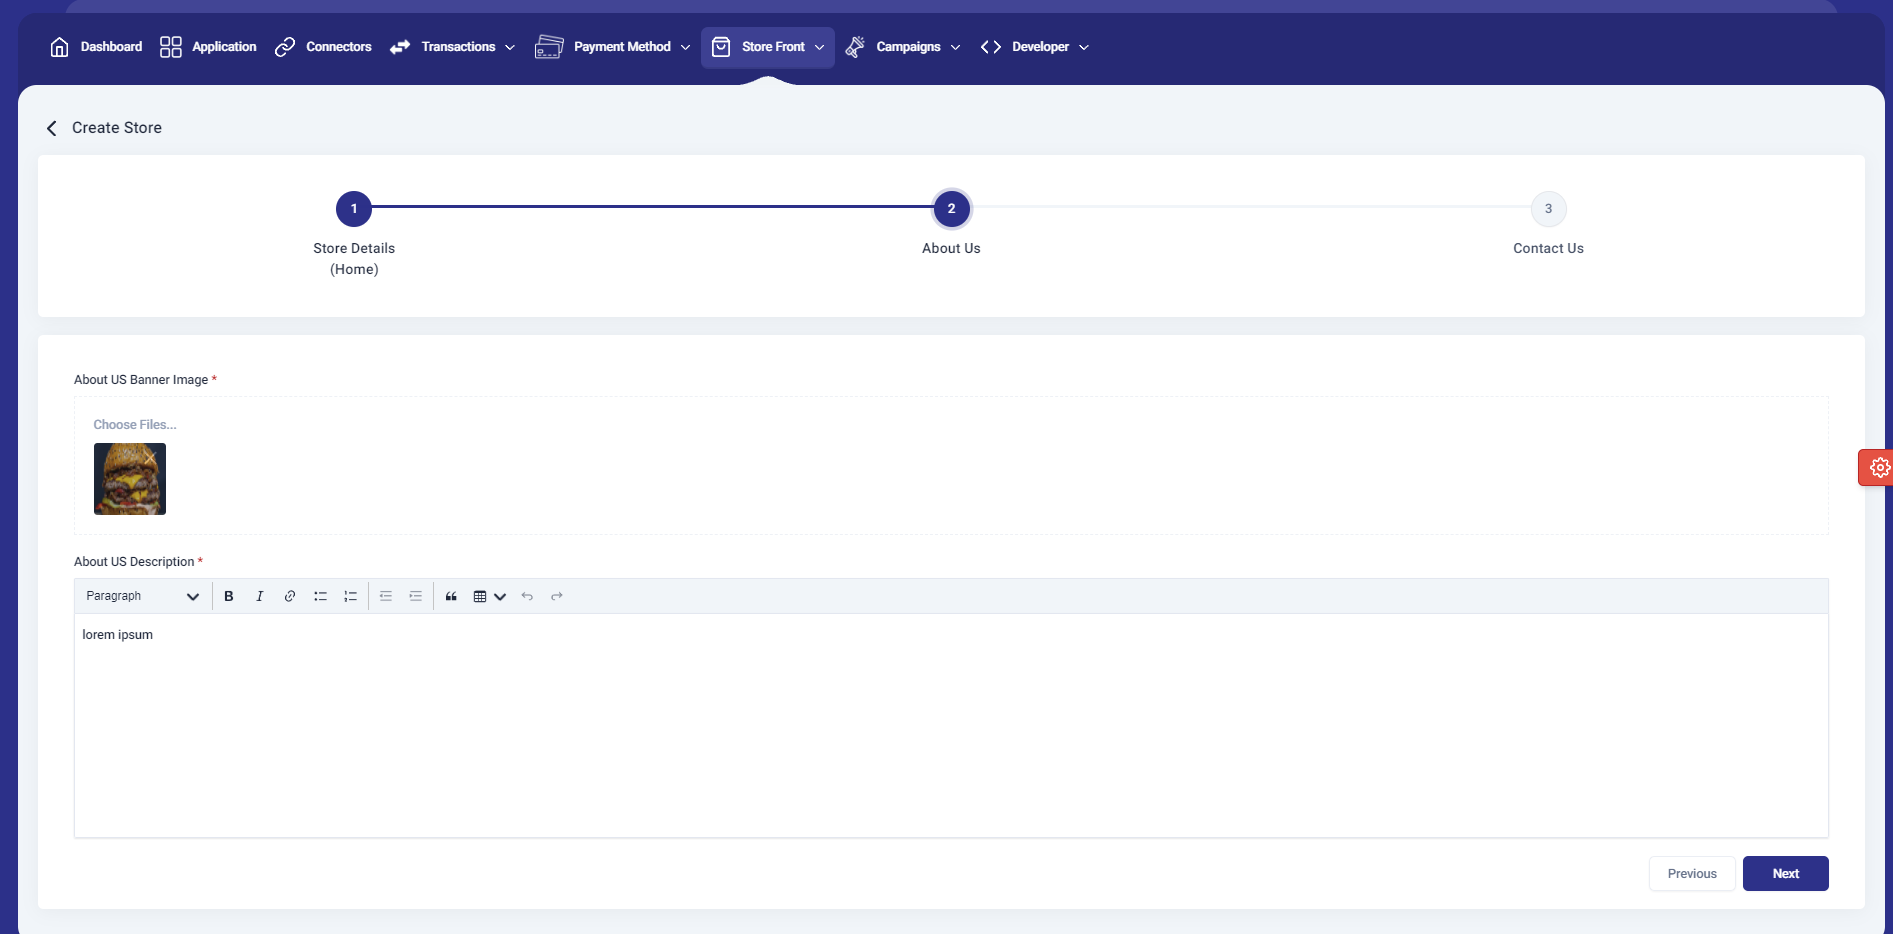 Dashboard Application Connectors Transactions Payment Method Store Front Campaigns Developer
Create Store
1 2 3
Store Details About Us Contact Us
(Home)
About US Banner Image *
Choose Files...
About US Description *
Paragraph B I
lorem ipsum
Previous Next